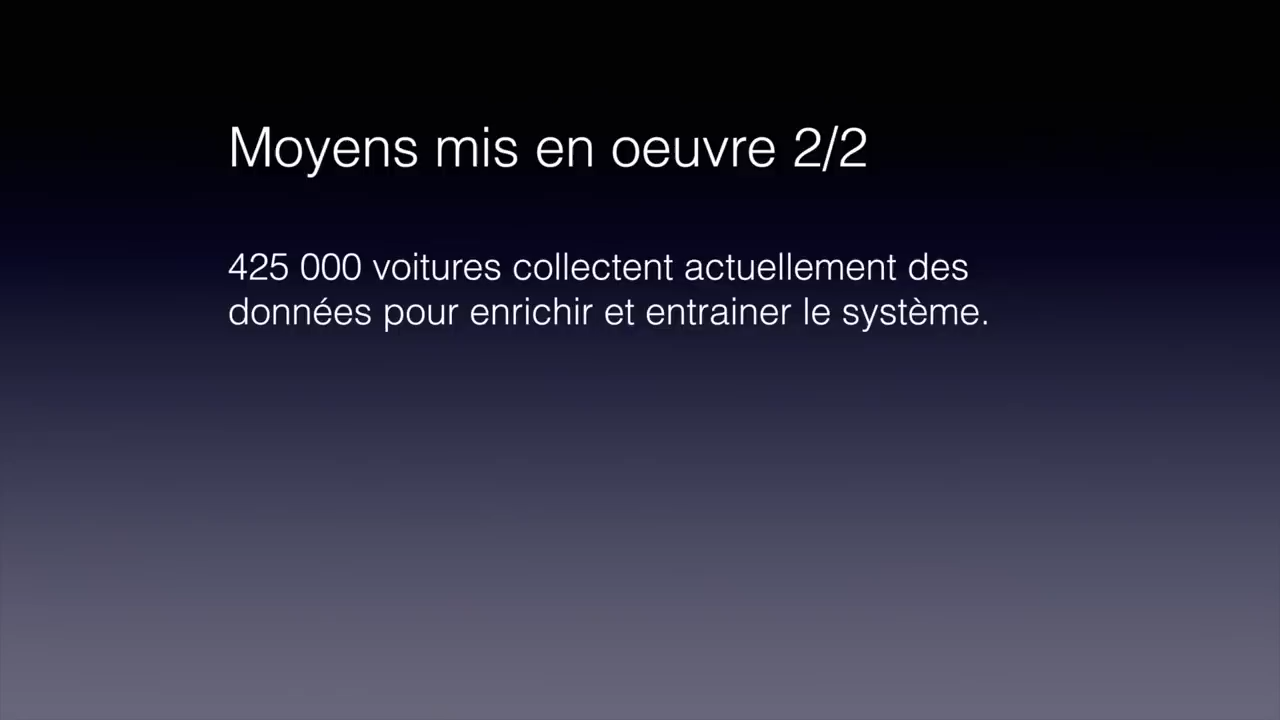 Moyens mis en oeuvre 2/2
425 000 voitures collectent actuellement des
données pour enrichir et entrainer le système.